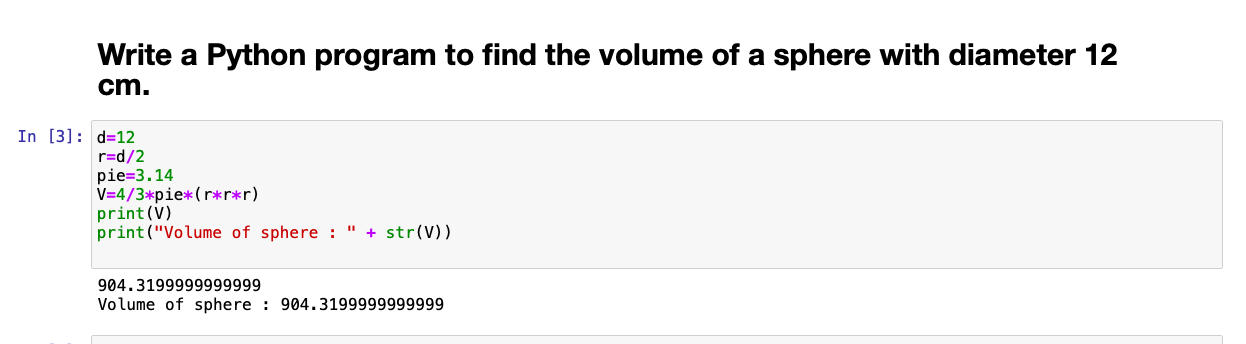 Write a Python program to find the volume of a sphere with diameter 12
cm.
In [3]:
d=12
r=d/2
pie=3.14
V=4/3*pie*(r*r*r)
print(V)
print("Volume of sphere : " + str(V))
904.3199999999999
Volume of sphere : 904.3199999999999